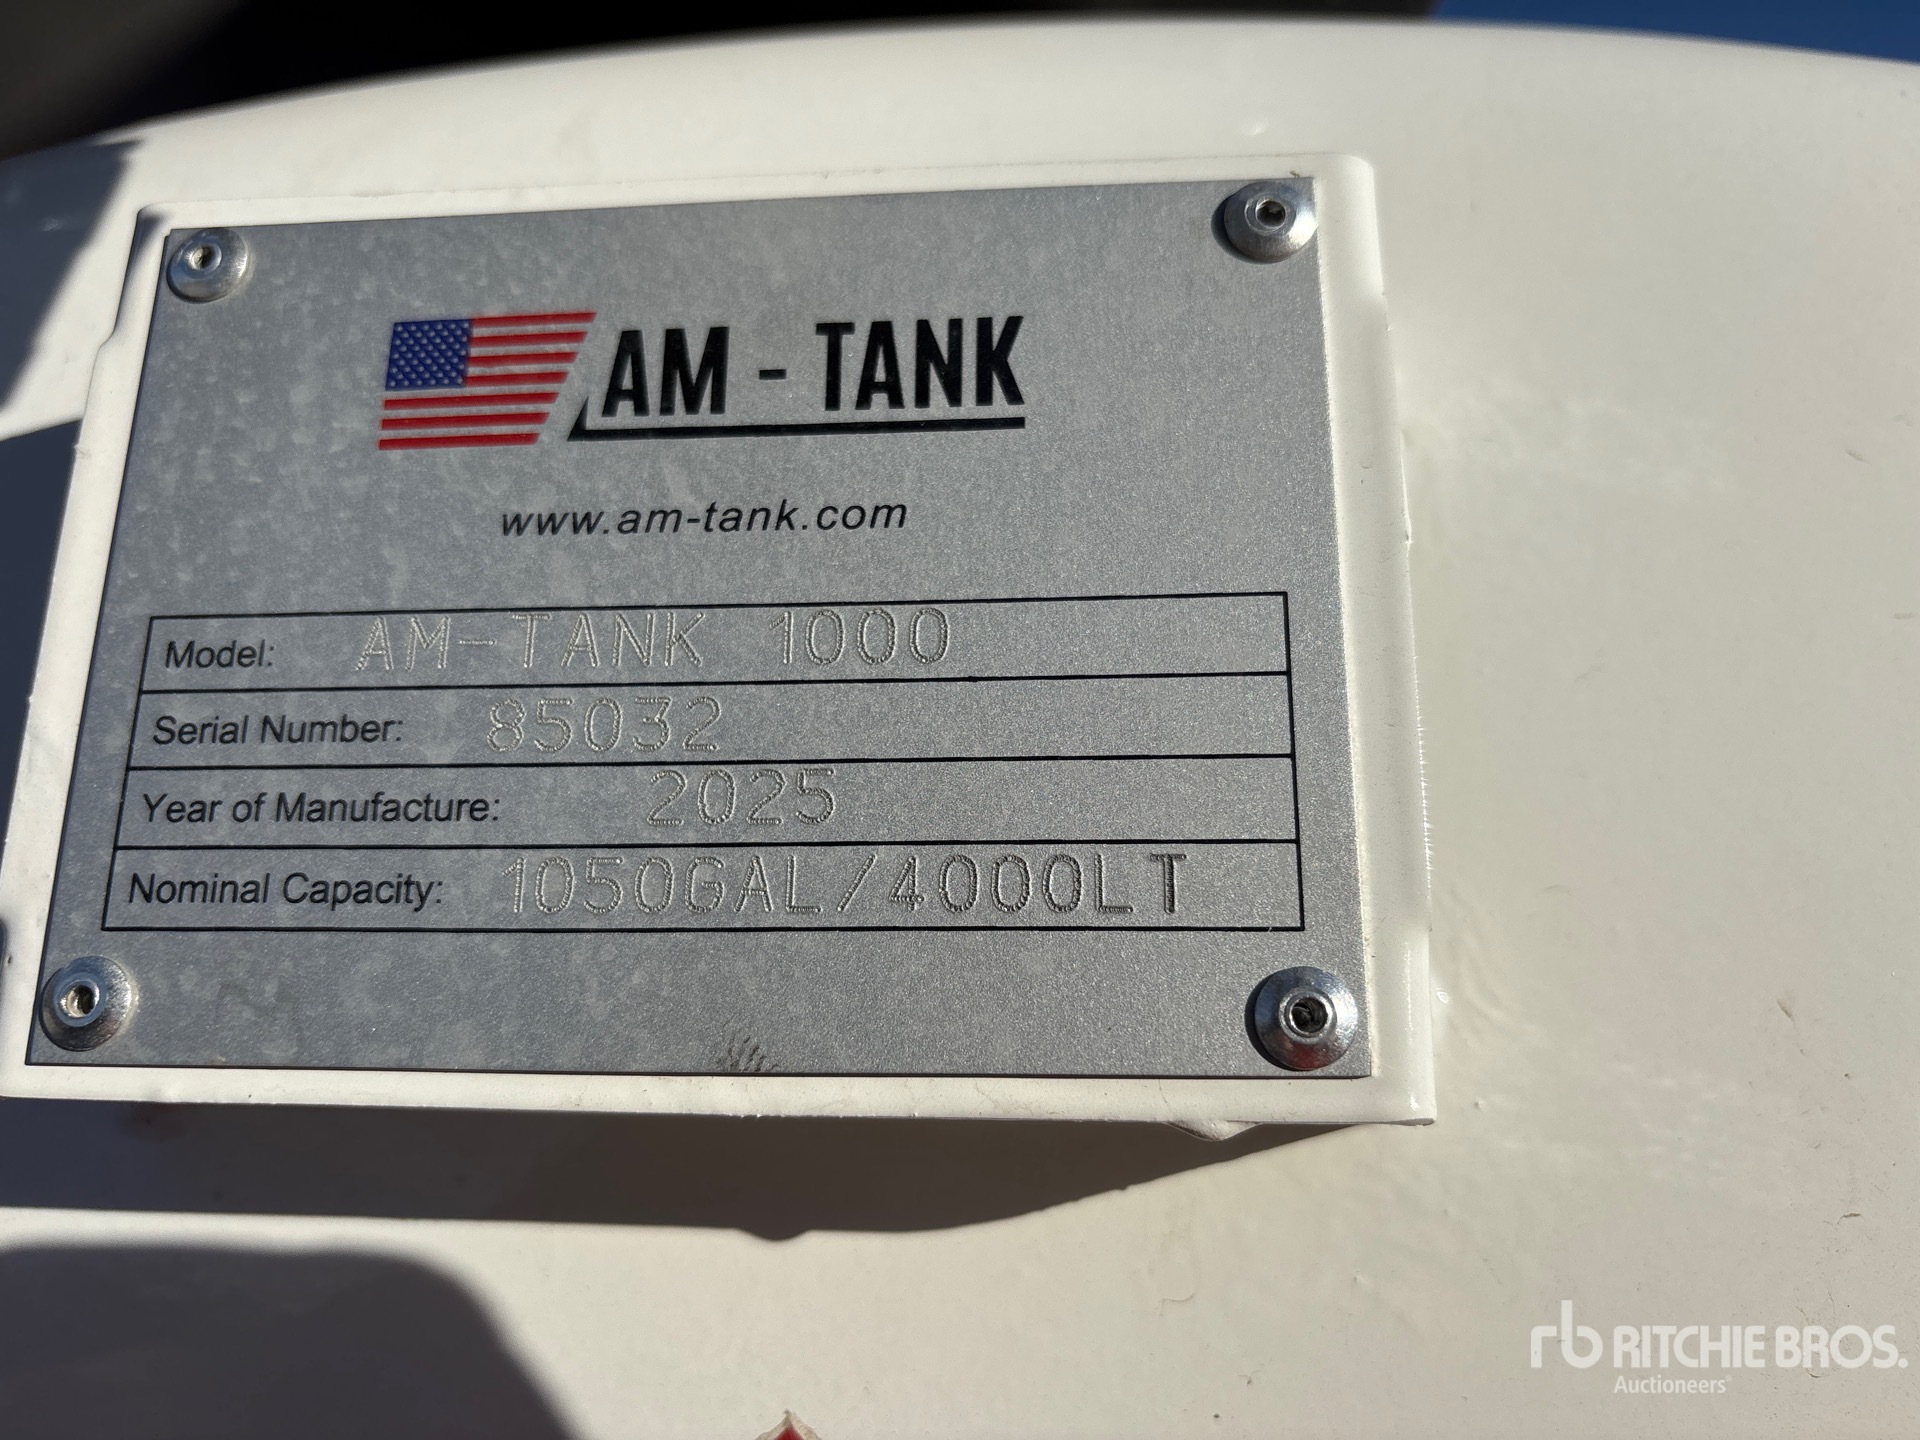 AM - TANK
www.am-tank.com
Model: AM-TANK 1000
Serial Number: 85032
Year of Manufacture: 2025
Nominal Capacity: 1050GAL/4000LT
rb RITCHIE BROS.
Auctioneers